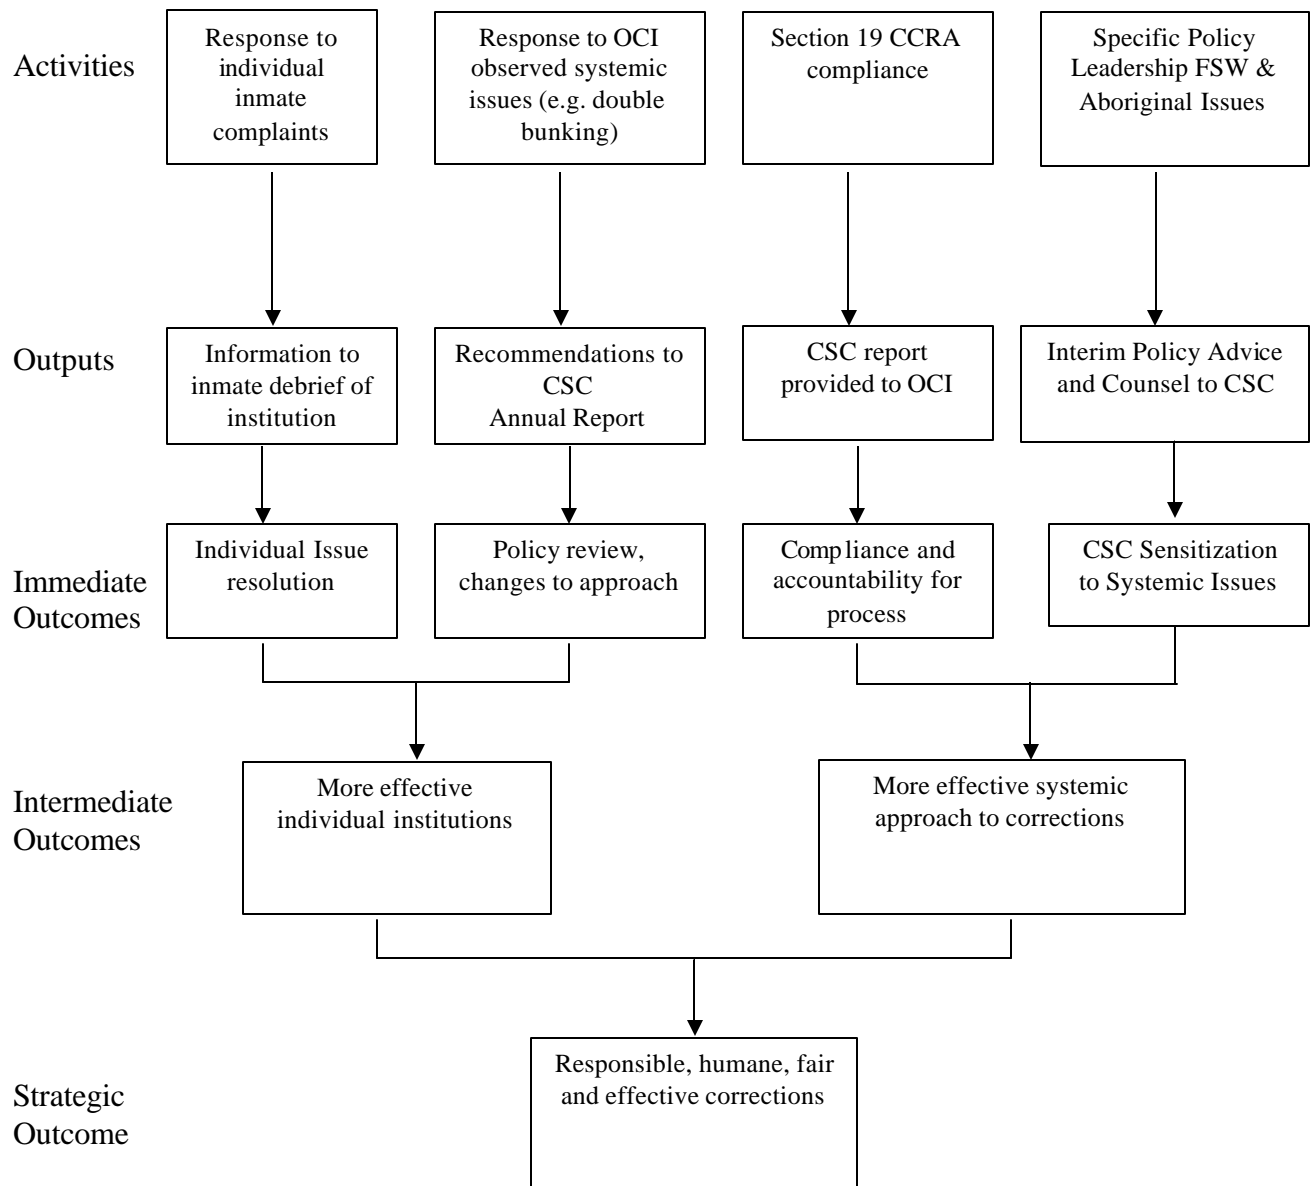 Activities
Response to
individual
inmate
complaints
Response to OCI
observed systemic
issues (e.g. double
bunking)
Section 19 CCRA
compliance
Specific Policy
Leadership FSW &
Aboriginal Issues
Outputs
Information to
inmate debrief of
institution
Recommendations to
CSC
Annual Report
CSC report
provided to OCI
Interim Policy Advice
and Counsel to CSC
Immediate
Outcomes
Individual Issue
resolution
Policy review,
changes to approach
Compliance and
accountability for
process
CSC Sensitization
to Systemic Issues
Intermediate
Outcomes
More effective
individual institutions
More effective systemic
approach to corrections
Strategic
Outcome
Responsible, humane, fair
and effective corrections